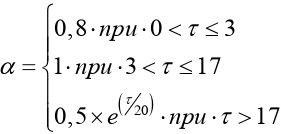 α = { 0,8 · при · 0 < τ ≤ 3
1 · при · 3 < τ ≤ 17
0,5 × e^(τ/20) · при · τ > 17